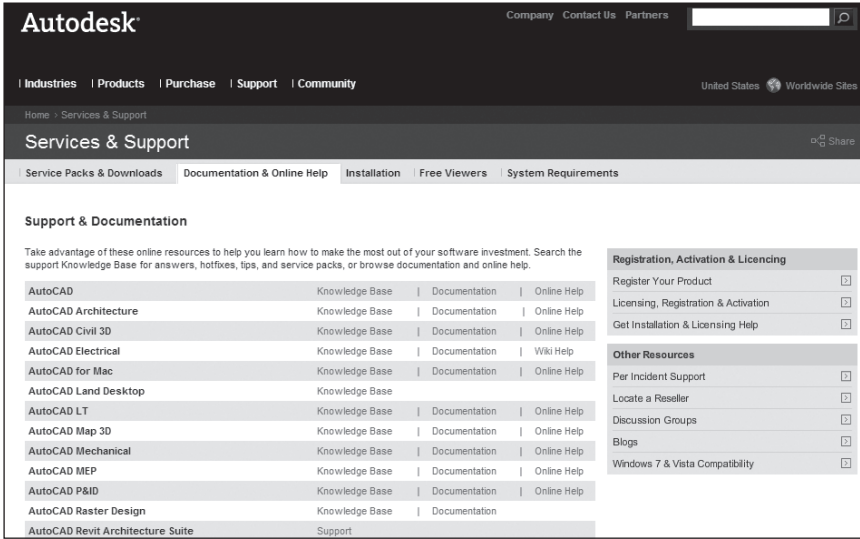 Autodesk
Company Contact Us Partners
Industries | Products | Purchase | Support | Community
United States Worldwide Sites
Home > Services & Support
Services & Support
Share
Service Packs & Downloads
Documentation & Online Help
Installation
Free Viewers
System Requirements
Support & Documentation
Take advantage of these online resources to help you learn how to make the most out of your software investment. Search the
support Knowledge Base for answers, hotfixes, tips, and service packs, or browse documentation and online help.
AutoCAD Knowledge Base | Documentation | Online Help
AutoCAD Architecture Knowledge Base | Documentation | Online Help
AutoCAD Civil 3D Knowledge Base | Documentation | Online Help
AutoCAD Electrical Knowledge Base | Documentation | Wiki Help
AutoCAD for Mac Knowledge Base | Documentation | Online Help
AutoCAD Land Desktop Knowledge Base
AutoCAD LT Knowledge Base | Documentation | Online Help
AutoCAD Map 3D Knowledge Base | Documentation | Online Help
AutoCAD Mechanical Knowledge Base | Documentation | Online Help
AutoCAD MEP Knowledge Base | Documentation | Online Help
AutoCAD P&ID Knowledge Base | Documentation | Online Help
AutoCAD Raster Design Knowledge Base | Documentation
AutoCAD Revit Architecture Suite Support
Registration, Activation & Licencing
Register Your Product
Licensing, Registration & Activation
Get Installation & Licensing Help
Other Resources
Per Incident Support
Locate a Reseller
Discussion Groups
Blogs
Windows 7 & Vista Compatibility